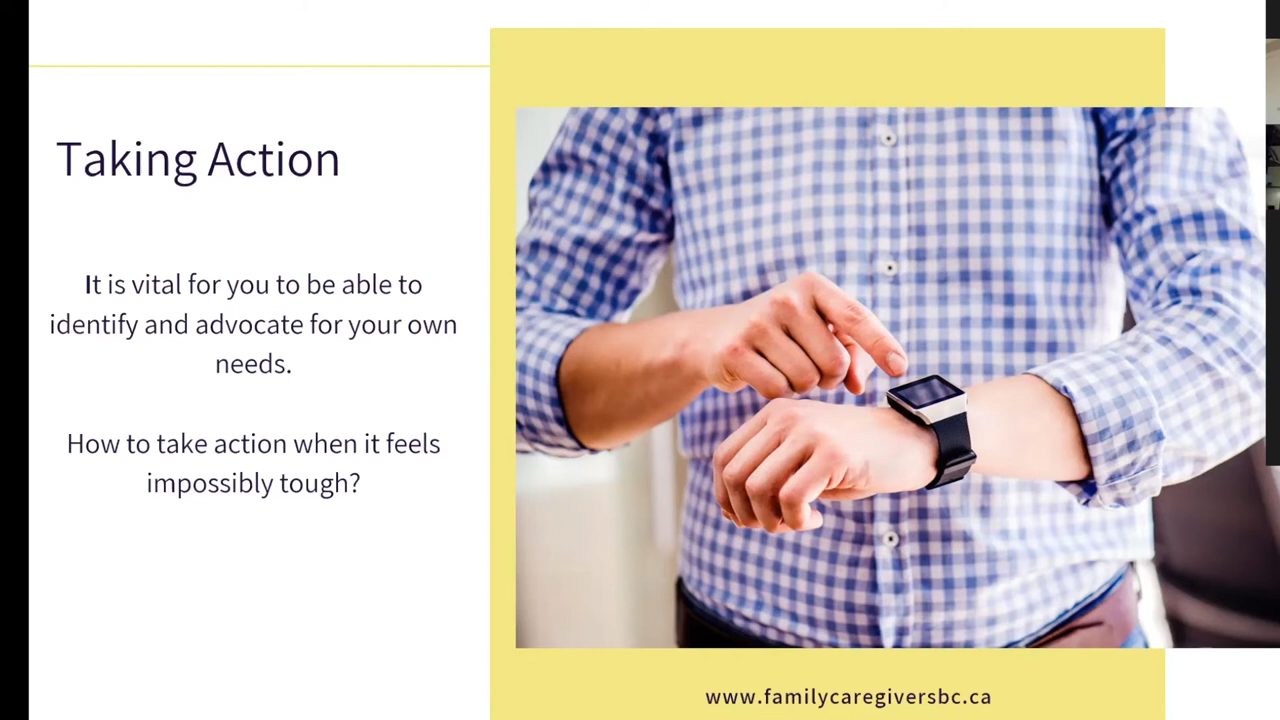 Taking Action
It is vital for you to be able to
identify and advocate for your own
needs.
How to take action when it feels
impossibly tough?
www.familycaregiversbc.ca